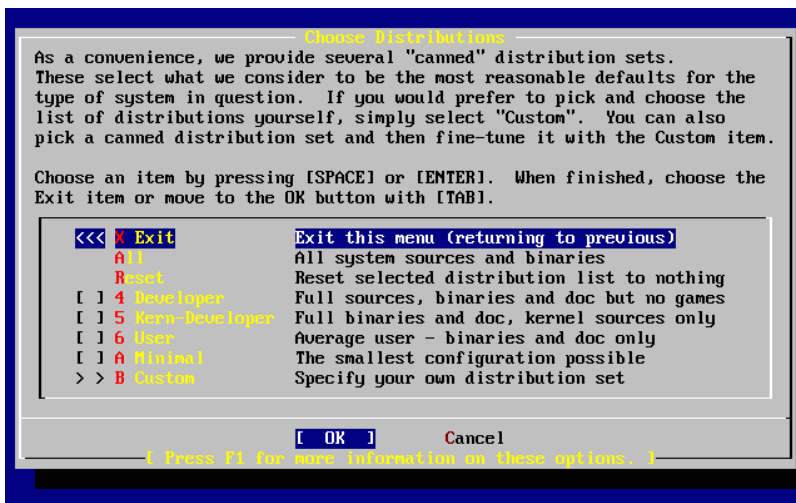 Choose Distributions
As a convenience, we provide several "canned" distribution sets.
These select what we consider to be the most reasonable defaults for the
type of system in question.  If you would prefer to pick and choose the
list of distributions yourself, simply select "Custom".  You can also
pick a canned distribution set and then fine-tune it with the Custom item.
Choose an item by pressing [SPACE] or [ENTER].  When finished, choose the
Exit item or move to the OK button with [TAB].
<<< X Exit Exit this menu (returning to previous)
All All system sources and binaries
Reset Reset selected distribution list to nothing
[ ] 4 Developer Full sources, binaries and doc but no games
[ ] 5 Kern-Developer Full binaries and doc, kernel sources only
[ ] 6 User Average user - binaries and doc only
[ ] A Minimal The smallest configuration possible
> > B Custom Specify your own distribution set
[ OK ] Cancel
[ Press F1 for more information on these options. ]